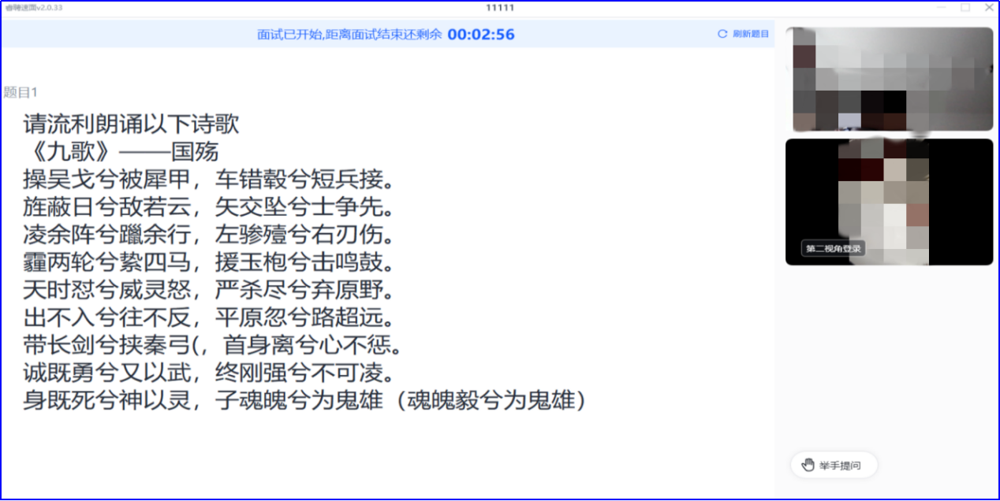 睿聘速面v2.0.33
11111
面试已开始,距离面试结束还剩余 00:02:56
刷新题目
题目1
请流利朗诵以下诗歌
《九歌》——国殇
操吴戈兮被犀甲，车错毂兮短兵接。
旌蔽日兮敌若云，矢交坠兮士争先。
凌余阵兮躐余行，左骖殪兮右刃伤。
霾两轮兮絷四马，援玉枹兮击鸣鼓。
天时怼兮威灵怒，严杀尽兮弃原野。
出不入兮往不反，平原忽兮路超远。
带长剑兮挟秦弓(，首身离兮心不惩。
诚既勇兮又以武，终刚强兮不可凌。
身既死兮神以灵，子魂魄兮为鬼雄（魂魄毅兮为鬼雄）
第二视角登录
举手提问